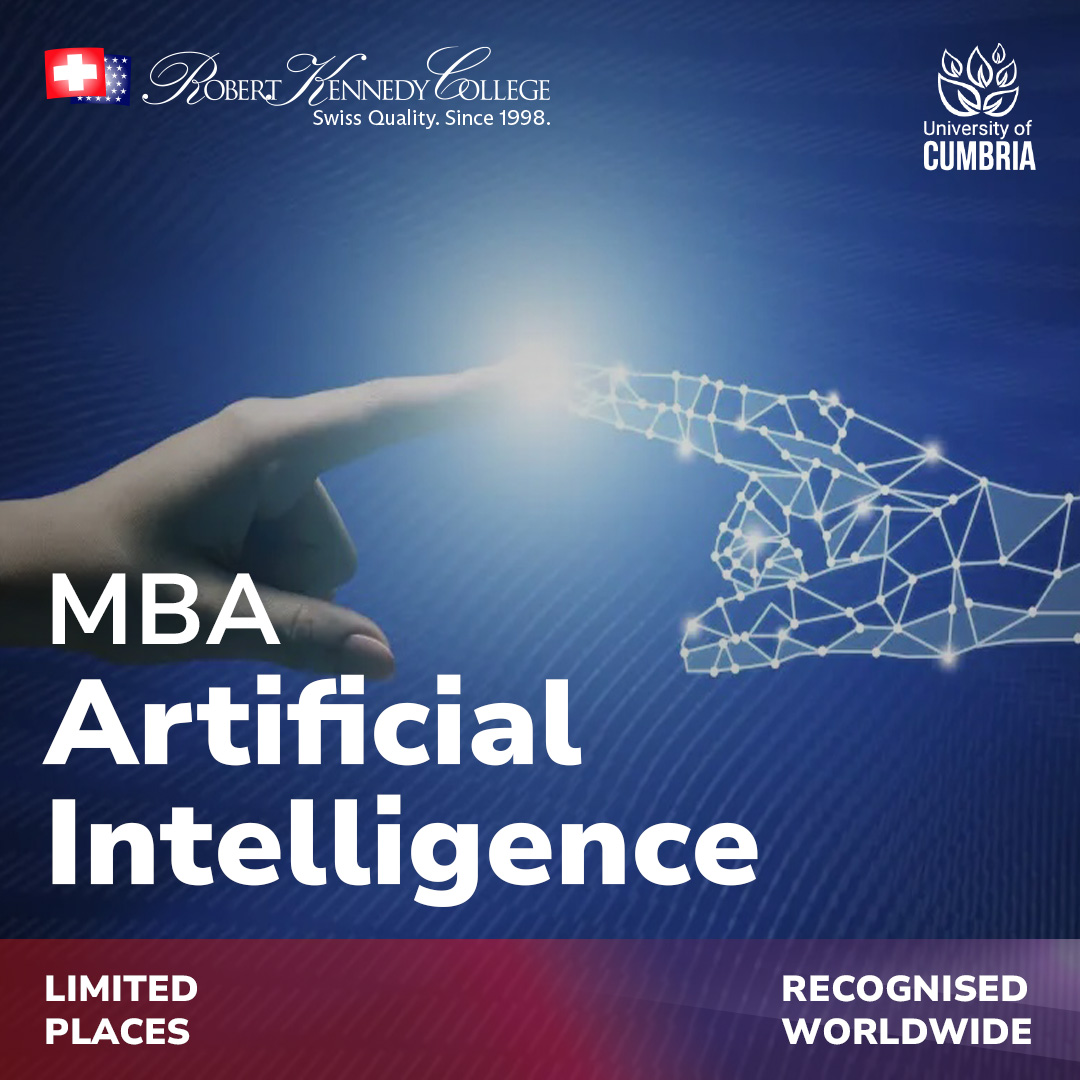 Robert Kennedy College
Swiss Quality. Since 1998.
University of
CUMBRIA
MBA
Artificial
Intelligence
LIMITED
PLACES
RECOGNISED
WORLDWIDE